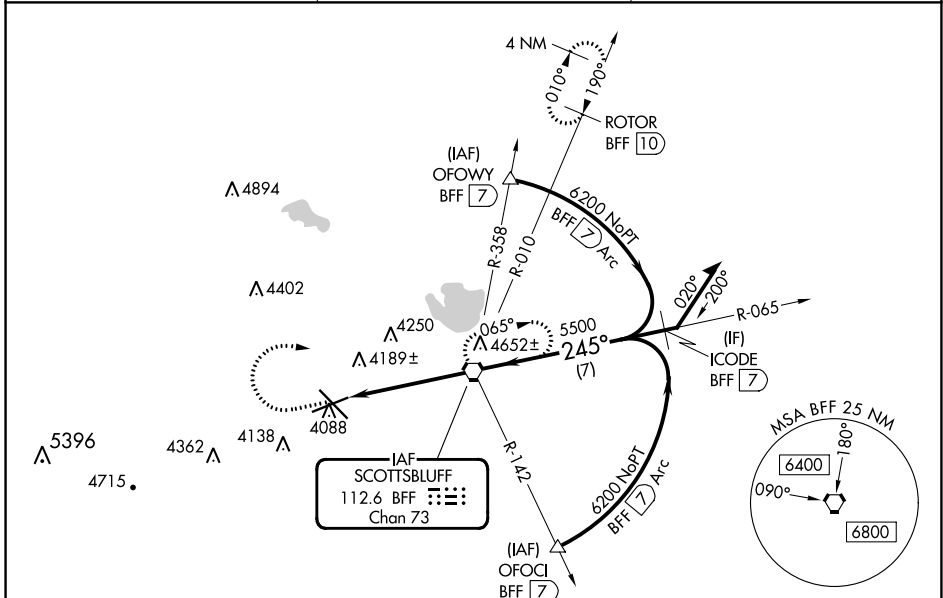 4 NM
010°
190°
ROTOR
BFF 10
(IAF)
OFOWY
BFF 7
6200 NoPT
BFF 7 Arc
4894
R-358
R-010
4402
020°
200°
R-065
4250
065°
4652±
5500
245°
(7)
(IF)
ICODE
BFF 7
4189±
4088
4138
4362
5396
4715
IAF
SCOTTSBLUFF
112.6 BFF
Chan 73
R-142
6200 NoPT
BFF 7 Arc
(IAF)
OFOCI
BFF 7
MSA BFF 25 NM
180°
6400
090°
6800